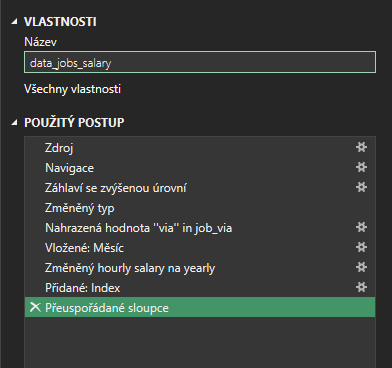 VLASTNOSTI
Název
data_jobs_salary
Všechny vlastnosti
POUŽITÝ POSTUP
Zdroj
Navigace
Záhlaví se zvýšenou úrovní
Změněný typ
Nahrazená hodnota "via" in job_via
Vložené: Měsíc
Změněný hourly salary na yearly
Přidané: Index
Přeuspořádané sloupce